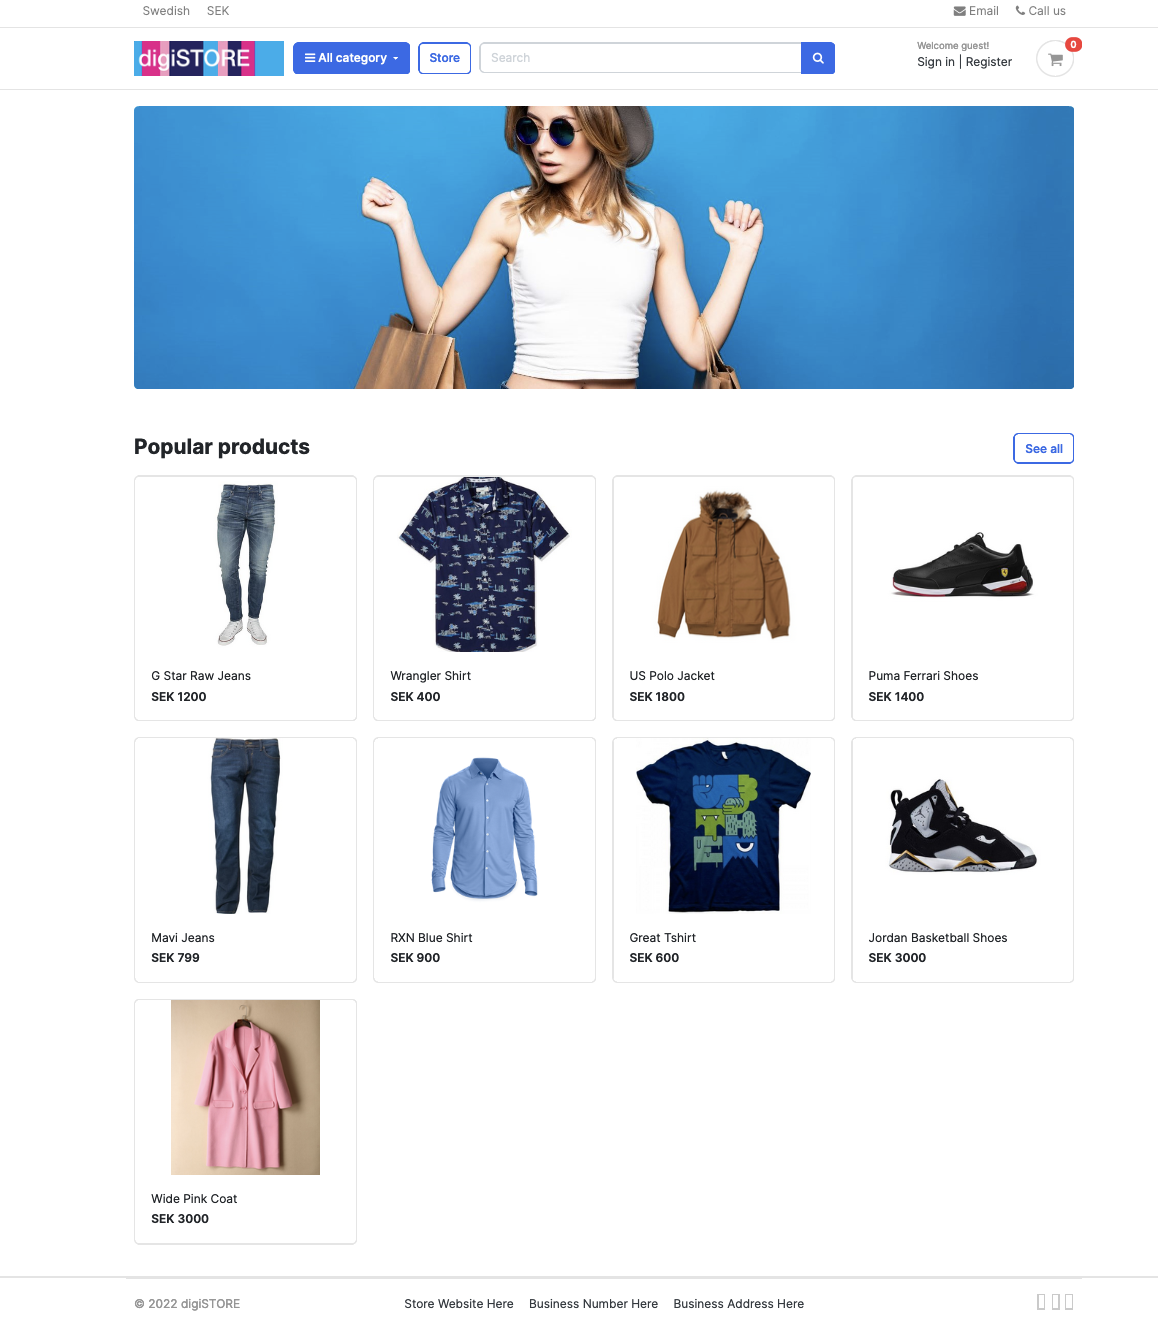 Swedish SEK Email Call us
digiSTORE All category Store Search Welcome guest! 0
Sign in | Register
Popular products See all
G Star Raw Jeans
SEK 1200
Wrangler Shirt
SEK 400
US Polo Jacket
SEK 1800
Puma Ferrari Shoes
SEK 1400
Mavi Jeans
SEK 799
RXN Blue Shirt
SEK 900
Great Tshirt
SEK 600
Jordan Basketball Shoes
SEK 3000
Wide Pink Coat
SEK 3000
© 2022 digiSTORE Store Website Here Business Number Here Business Address Here